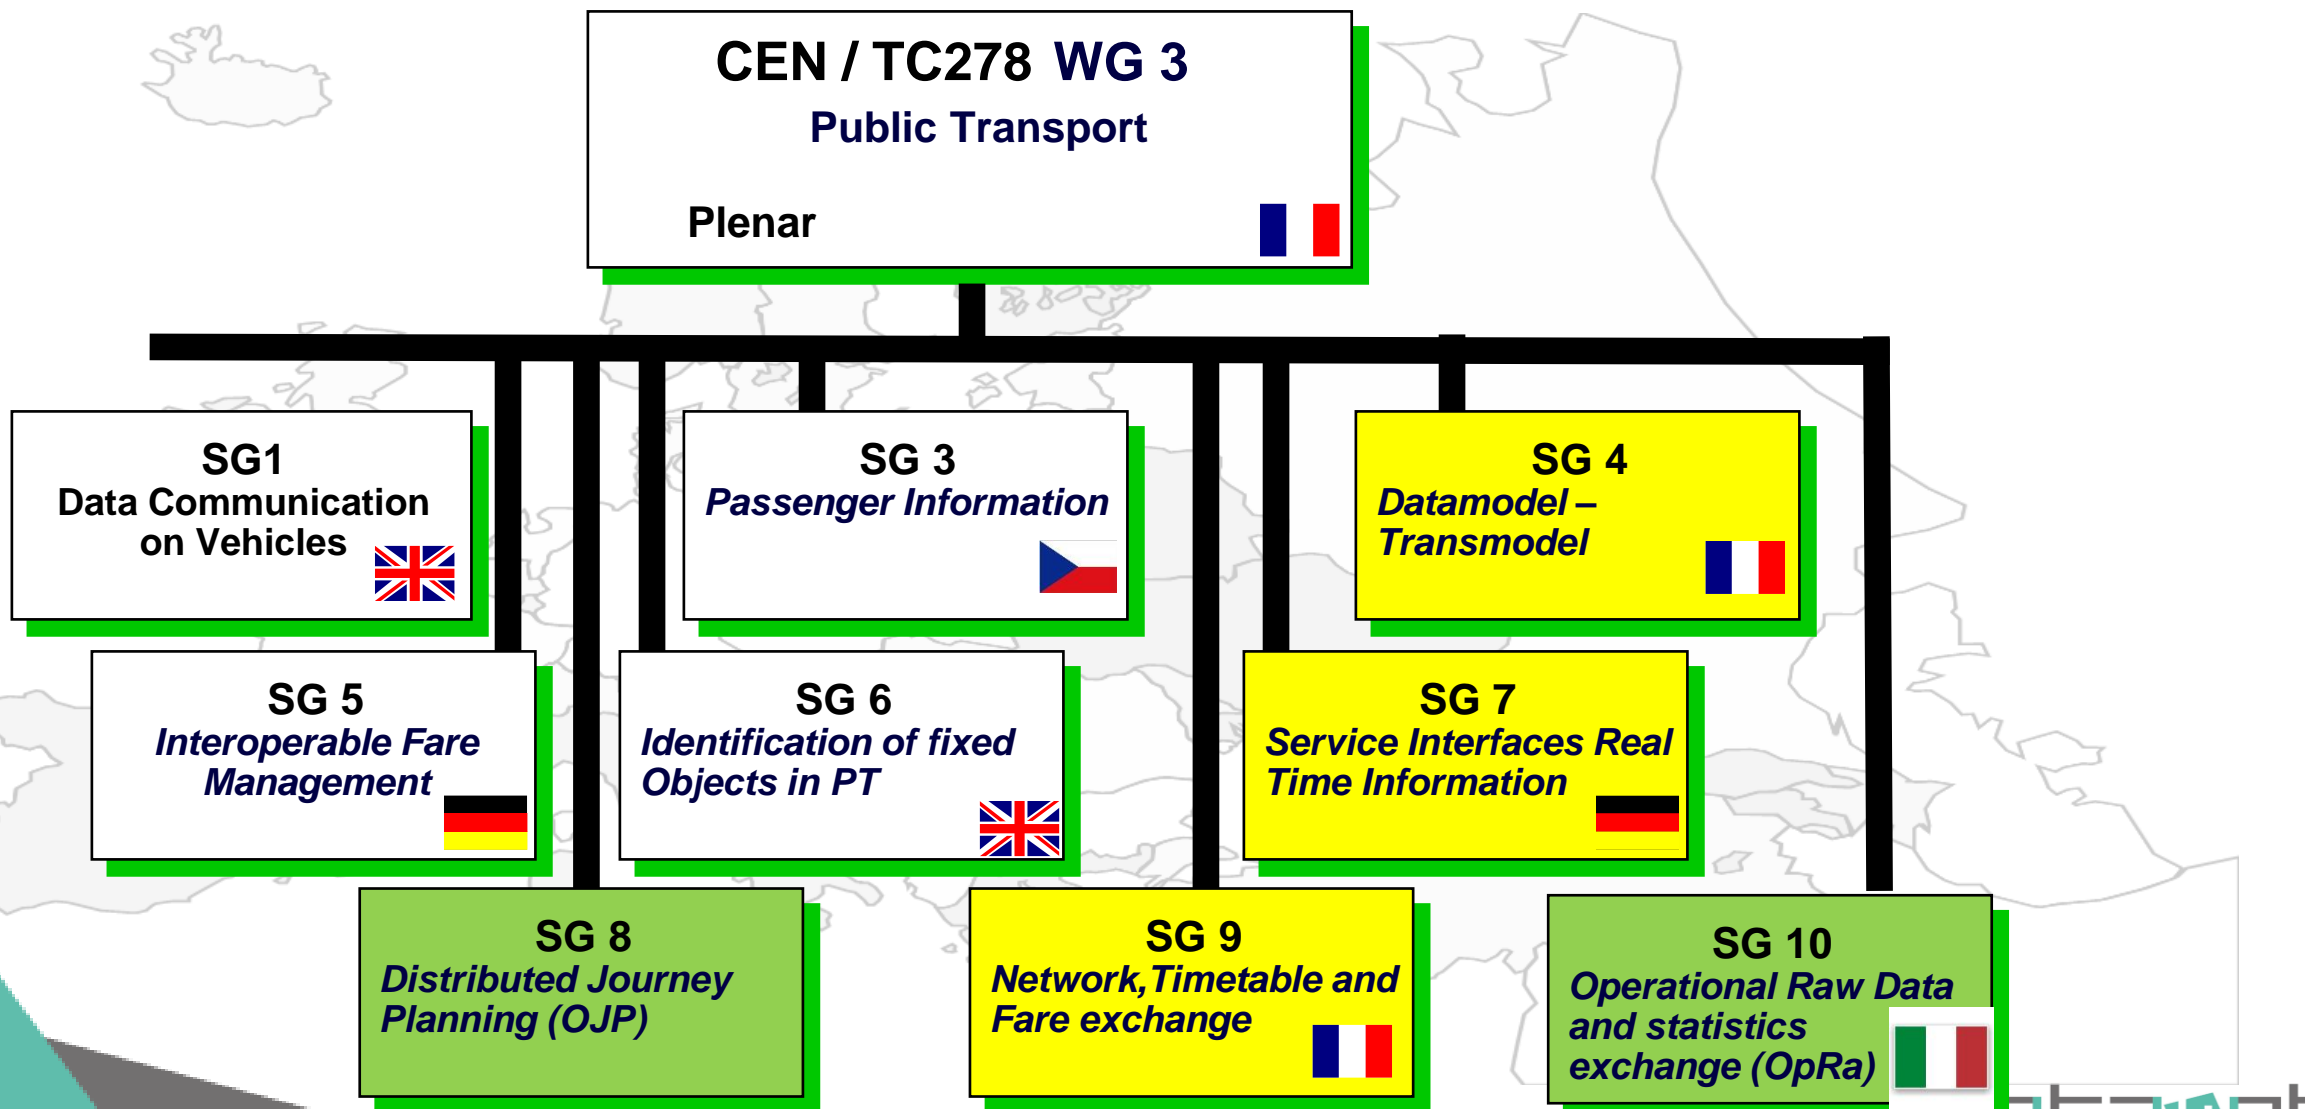 CEN / TC278 WG 3
Public Transport
Plenar
SG1
Data Communication
on Vehicles
SG 3
Passenger Information
SG 4
Datamodel –
Transmodel
SG 5
Interoperable Fare
Management
SG 6
Identification of fixed
Objects in PT
SG 7
Service Interfaces Real
Time Information
SG 8
Distributed Journey
Planning (OJP)
SG 9
Network,Timetable and
Fare exchange
SG 10
Operational Raw Data
and statistics
exchange (OpRa)